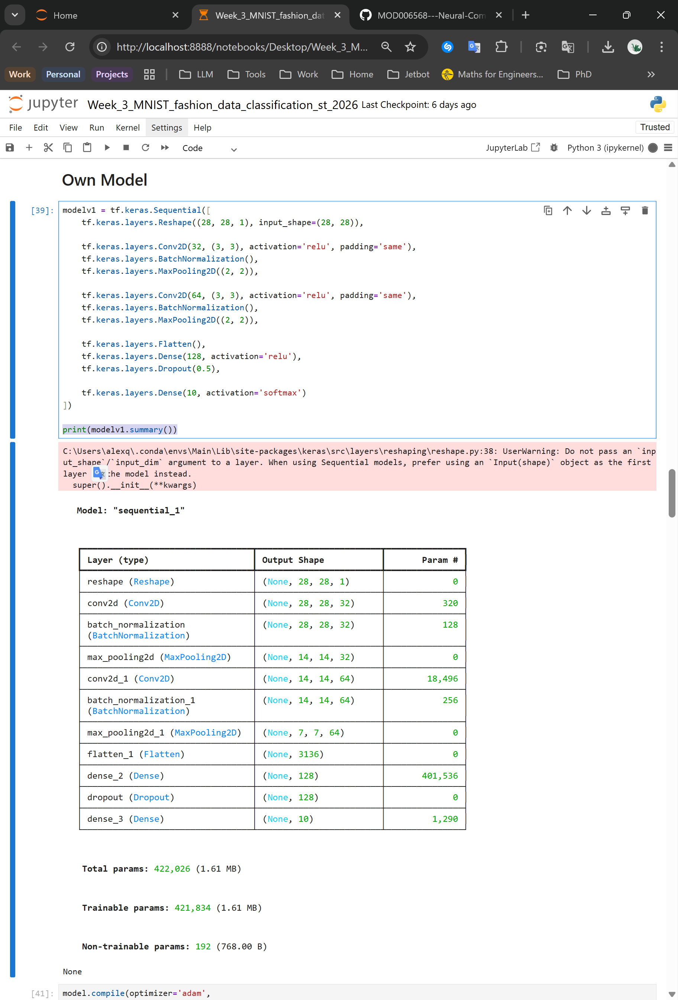 Home
Week_3_MNIST_fashion_dat
MOD006568---Neural-Com
http://localhost:8888/notebooks/Desktop/Week_3_M...
Work Personal Projects LLM Tools Work Home Jetbot Maths for Engineers... PhD
jupyter Week_3_MNIST_fashion_data_classification_st_2026 Last Checkpoint: 6 days ago
File Edit View Run Kernel Settings Help Trusted
Code JupyterLab Python 3 (ipykernel)
Own Model
[39]: modelv1 = tf.keras.Sequential([
    tf.keras.layers.Reshape((28, 28, 1), input_shape=(28, 28)),
    tf.keras.layers.Conv2D(32, (3, 3), activation='relu', padding='same'),
    tf.keras.layers.BatchNormalization(),
    tf.keras.layers.MaxPooling2D((2, 2)),
    tf.keras.layers.Conv2D(64, (3, 3), activation='relu', padding='same'),
    tf.keras.layers.BatchNormalization(),
    tf.keras.layers.MaxPooling2D((2, 2)),
    tf.keras.layers.Flatten(),
    tf.keras.layers.Dense(128, activation='relu'),
    tf.keras.layers.Dropout(0.5),
    tf.keras.layers.Dense(10, activation='softmax')
])
print(modelv1.summary())
C:\Users\alexq\.conda\envs\Main\Lib\site-packages\keras\src\layers\reshaping\reshape.py:38: UserWarning: Do not pass an `inp
ut_shape`/`input_dim` argument to a layer. When using Sequential models, prefer using an `Input(shape)` object as the first
layer the model instead.
  super().__init__(**kwargs)
Model: "sequential_1"
Layer (type) Output Shape Param #
reshape (Reshape) (None, 28, 28, 1) 0
conv2d (Conv2D) (None, 28, 28, 32) 320
batch_normalization (None, 28, 28, 32) 128
(BatchNormalization)
max_pooling2d (MaxPooling2D) (None, 14, 14, 32) 0
conv2d_1 (Conv2D) (None, 14, 14, 64) 18,496
batch_normalization_1 (None, 14, 14, 64) 256
(BatchNormalization)
max_pooling2d_1 (MaxPooling2D) (None, 7, 7, 64) 0
flatten_1 (Flatten) (None, 3136) 0
dense_2 (Dense) (None, 128) 401,536
dropout (Dropout) (None, 128) 0
dense_3 (Dense) (None, 10) 1,290
Total params: 422,026 (1.61 MB)
Trainable params: 421,834 (1.61 MB)
Non-trainable params: 192 (768.00 B)
None
[41]: model.compile(optimizer='adam',